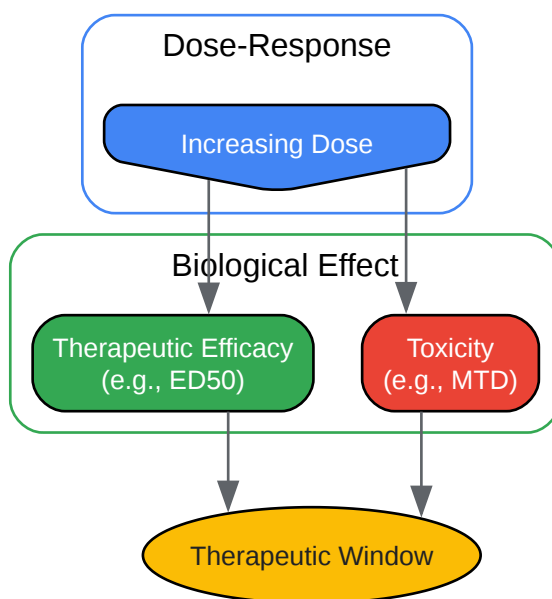 Dose-Response
Increasing Dose
Biological Effect
Therapeutic Efficacy
(e.g., ED50)
Toxicity
(e.g., MTD)
Therapeutic Window